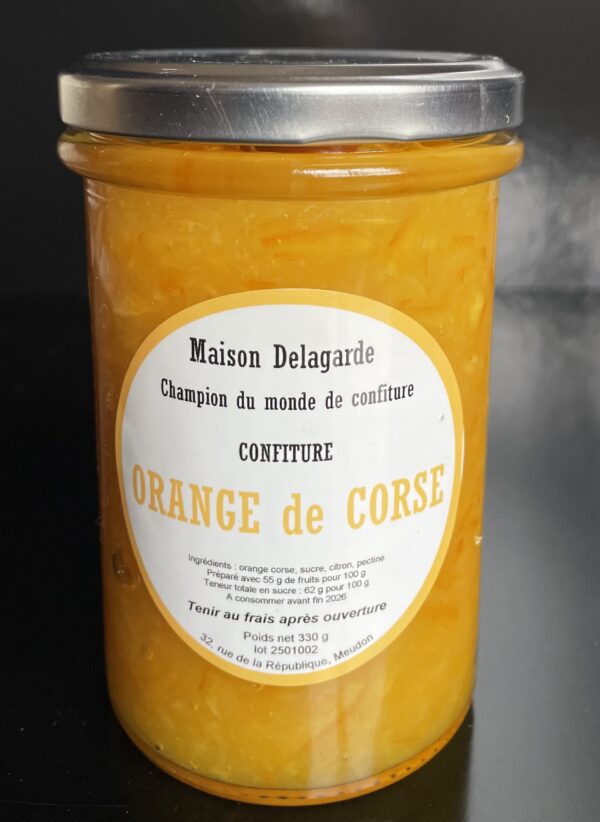 Maison Delagarde
Champion du monde de confiture
CONFITURE
ORANGE de CORSE
Ingrédients : orange corse, sucre, citron, pectine
Préparé avec 55 g de fruits pour 100 g
Teneur totale en sucre : 62 g pour 100 g
A consommer avant fin 2026
Tenir au frais après ouverture
Poids net 330 g
lot 2501002
32, rue de la République, Meudon